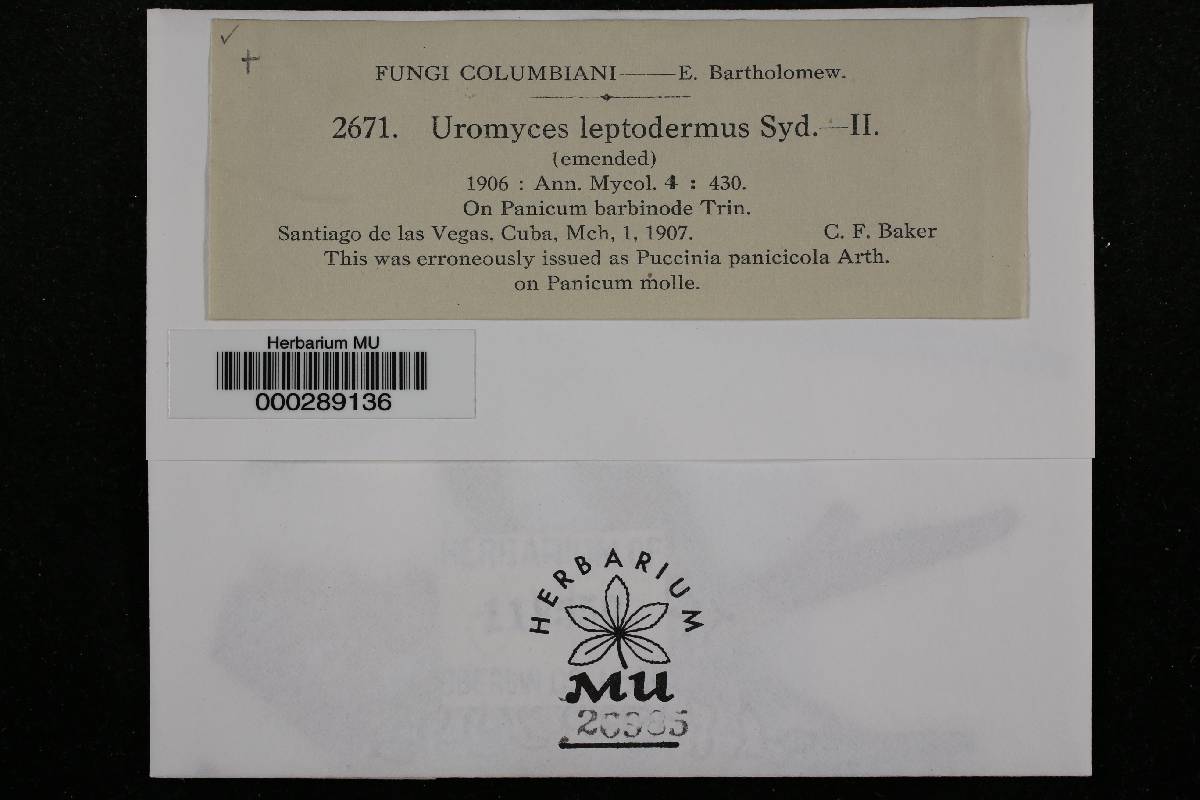 FUNGI COLUMBIANI——E. Bartholomew.
2671. Uromyces leptodermus Syd.—II.
(emended)
1906 : Ann. Mycol. 4 : 430.
On Panicum barbinode Trin.
Santiago de las Vegas. Cuba, Mch, 1, 1907. C. F. Baker
This was erroneously issued as Puccinia panicicola Arth.
on Panicum molle.
Herbarium MU
000289136
HERBARIUM
MU